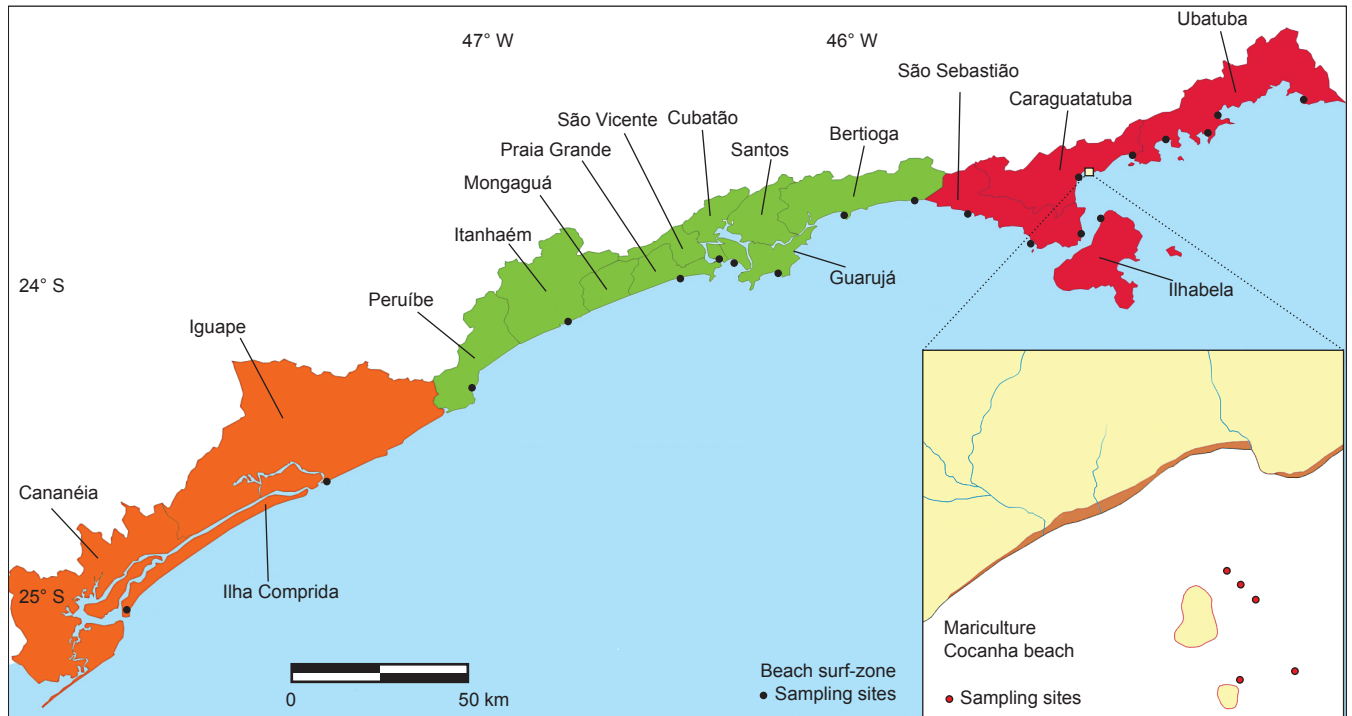 47° W
46° W
Ubatuba
São Sebastião
Caraguatatuba
Cubatão
São Vicente
Santos
Bertioga
Praia Grande
Mongaguá
Itanhaém
Guarujá
24° S
Ilhabela
Peruíbe
Iguape
Cananéia
Ilha Comprida
25° S
Mariculture
Cocanha beach
Sampling sites
Beach surf-zone
Sampling sites
0
50 km